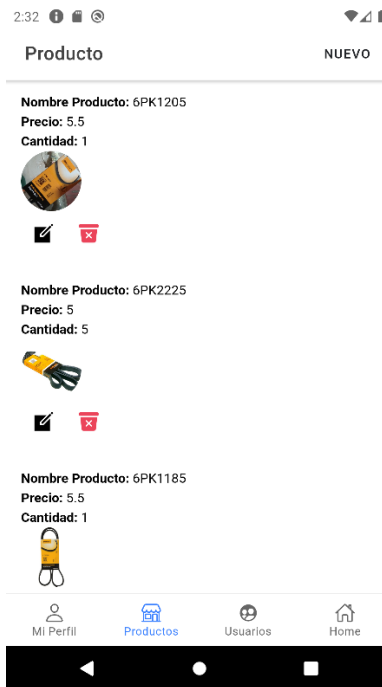 2:32
Producto
NUEVO
Nombre Producto: 6PK1205
Precio: 5.5
Cantidad: 1
Nombre Producto: 6PK2225
Precio: 5
Cantidad: 5
Nombre Producto: 6PK1185
Precio: 5.5
Cantidad: 1
Mi Perfil
Productos
Usuarios
Home